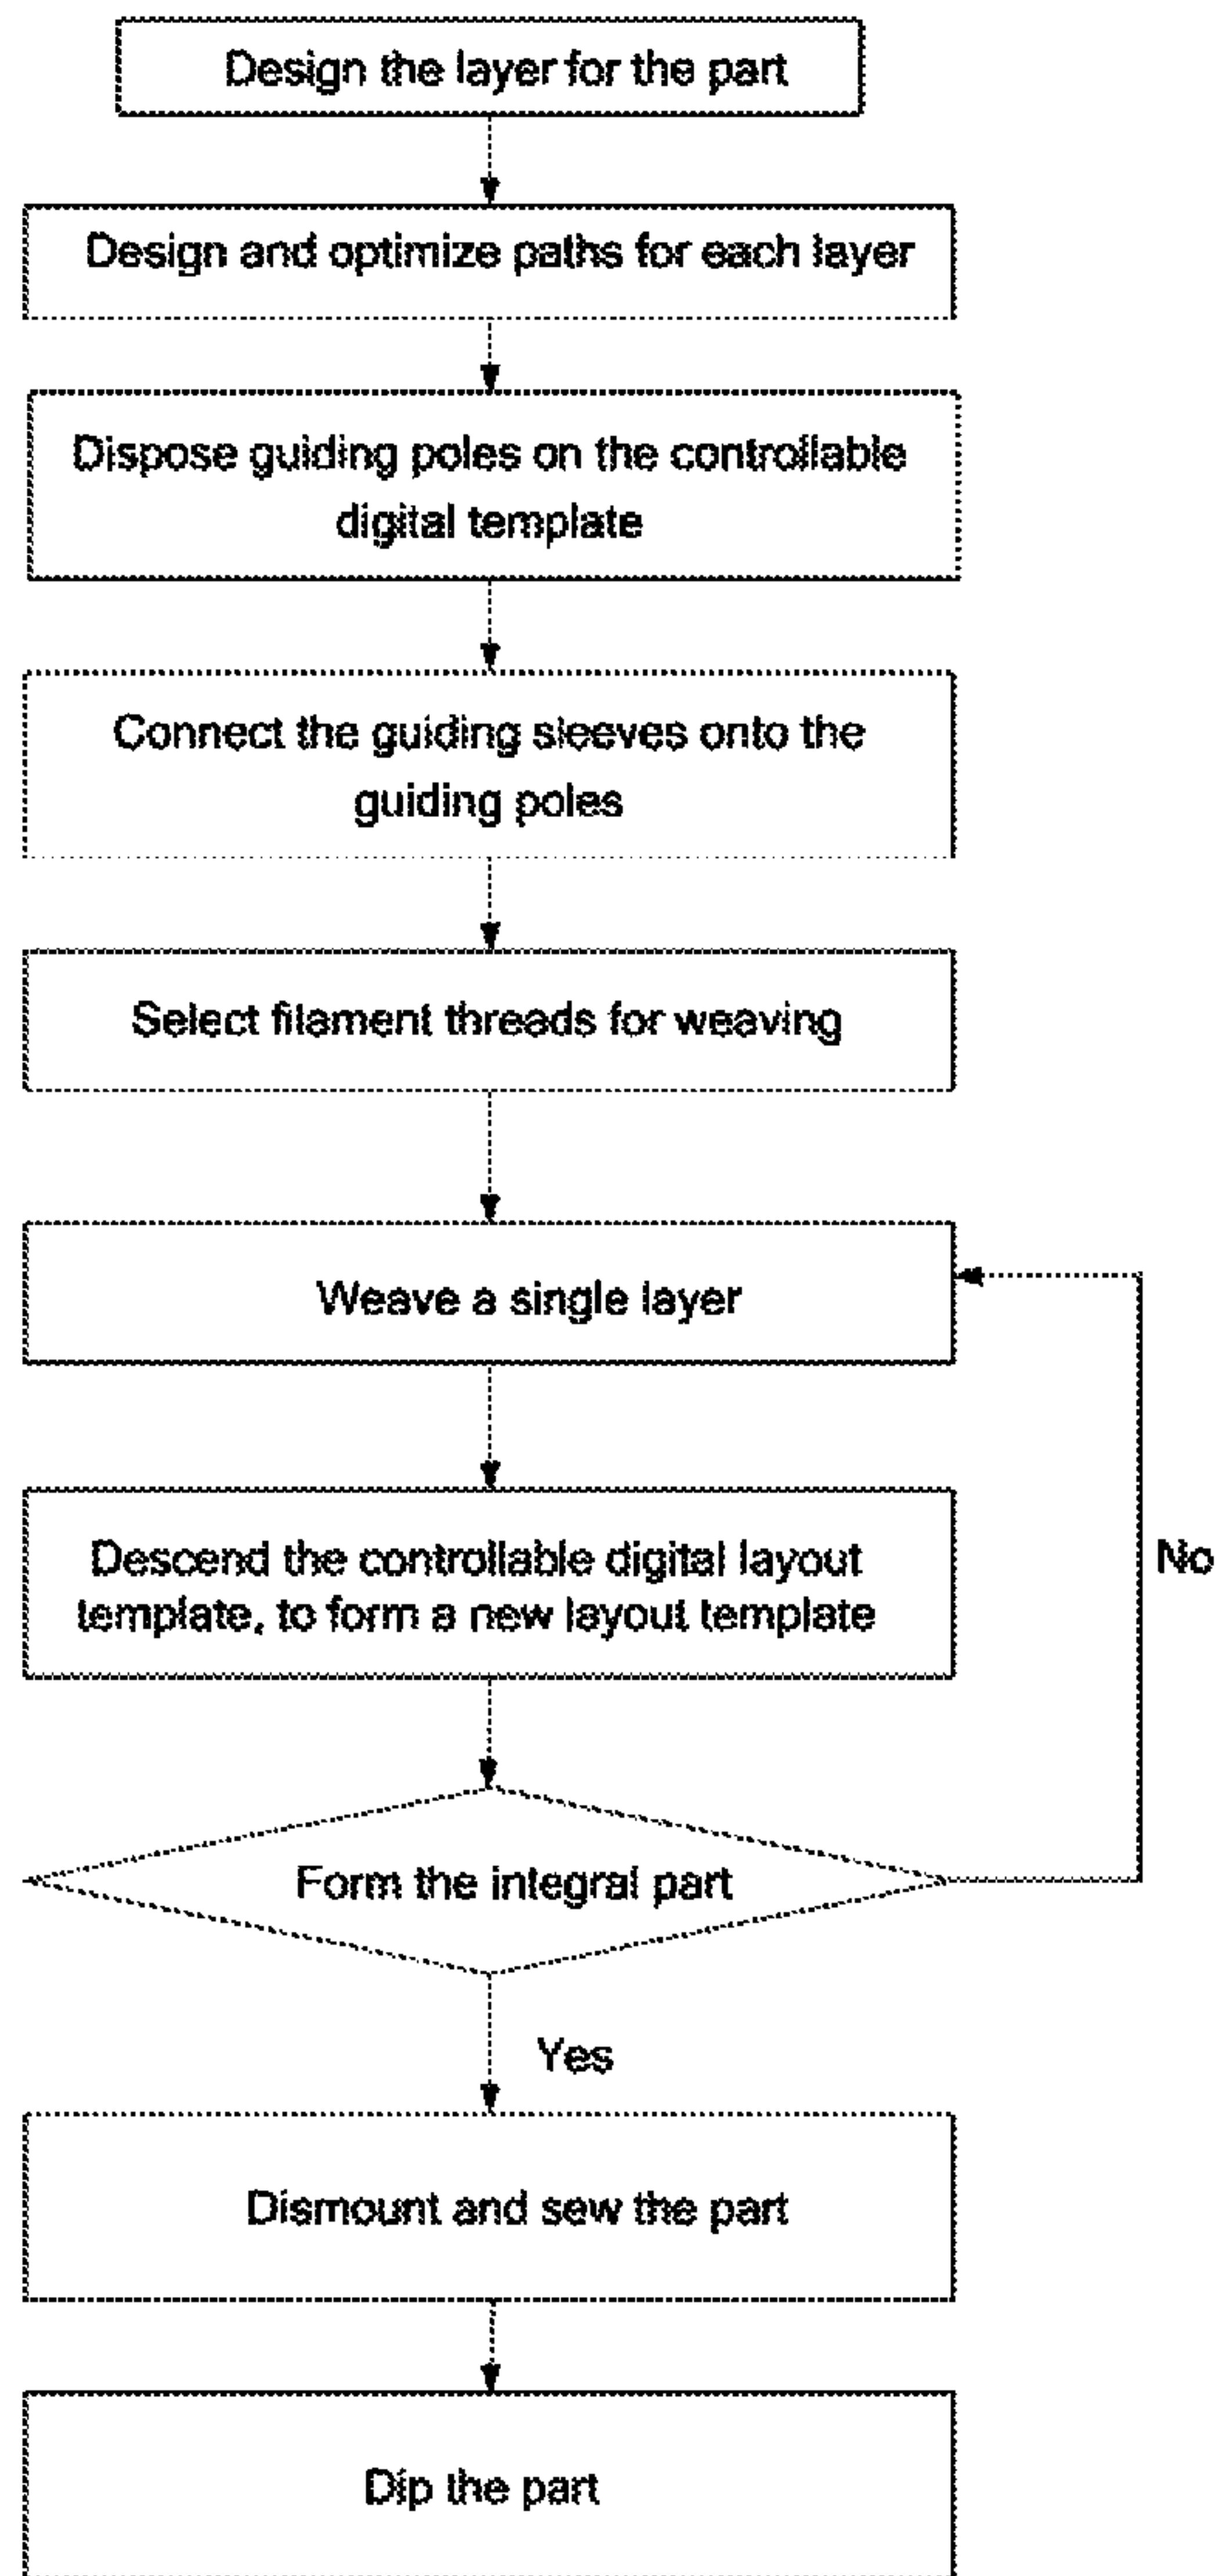 Design the layer for the part
Design and optimize paths for each layer
Dispose guiding poles on the controllable
digital template
Connect the guiding sleeves onto the
guiding poles
Select filament threads for weaving
Weave a single layer
Descend the controllable digital layout
template, to form a new layout template
No
Form the integral part
Yes
Dismount and sew the part
Dip the part